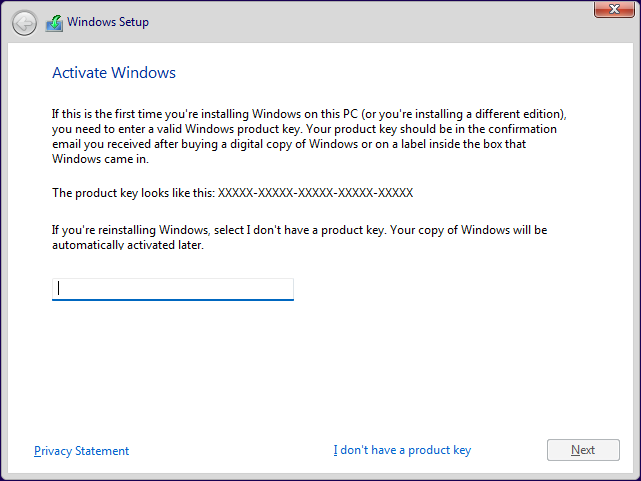 Windows Setup
Activate Windows
If this is the first time you're installing Windows on this PC (or you're installing a different edition),
you need to enter a valid Windows product key. Your product key should be in the confirmation
email you received after buying a digital copy of Windows or on a label inside the box that
Windows came in.
The product key looks like this: XXXXX-XXXXX-XXXXX-XXXXX-XXXXX
If you're reinstalling Windows, select I don't have a product key. Your copy of Windows will be
automatically activated later.
Privacy Statement
I don't have a product key
Next